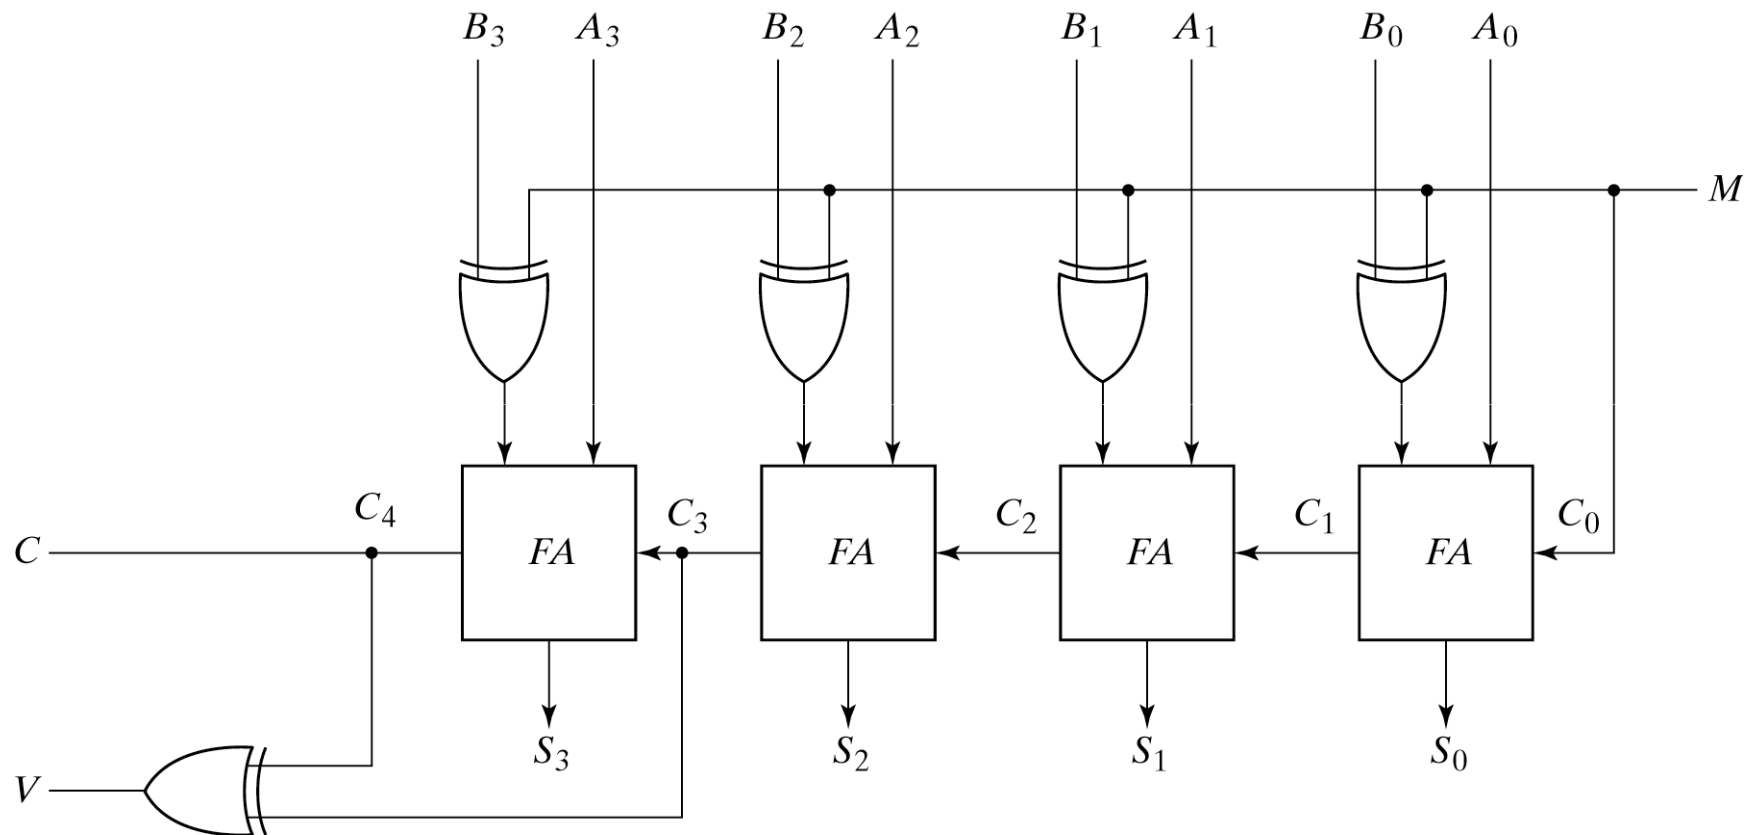 B₃ A₃ B₂ A₂ B₁ A₁ B₀ A₀
M
C₄ C₃ C₂ C₁ C₀
C FA FA FA FA
S₃ S₂ S₁ S₀
V